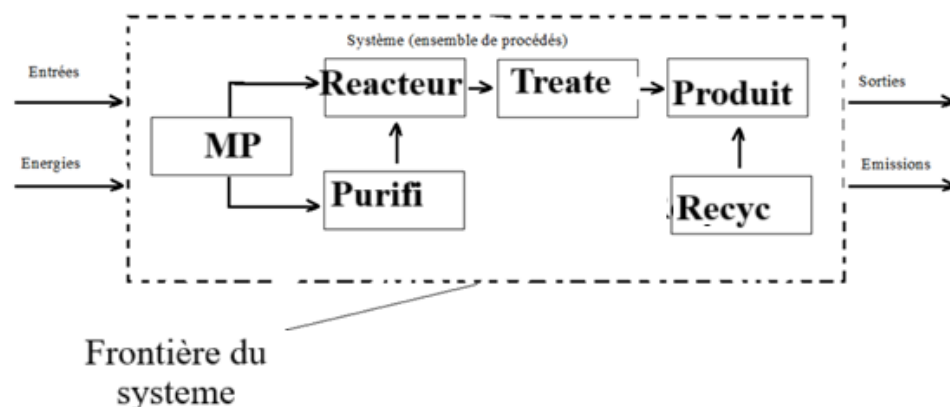 Système (ensemble de procédés)
Entrées
Reacteur
Treate
Produit
Sorties
MP
Energies
Purifi
Recyc
Emissions
Frontière du
systeme